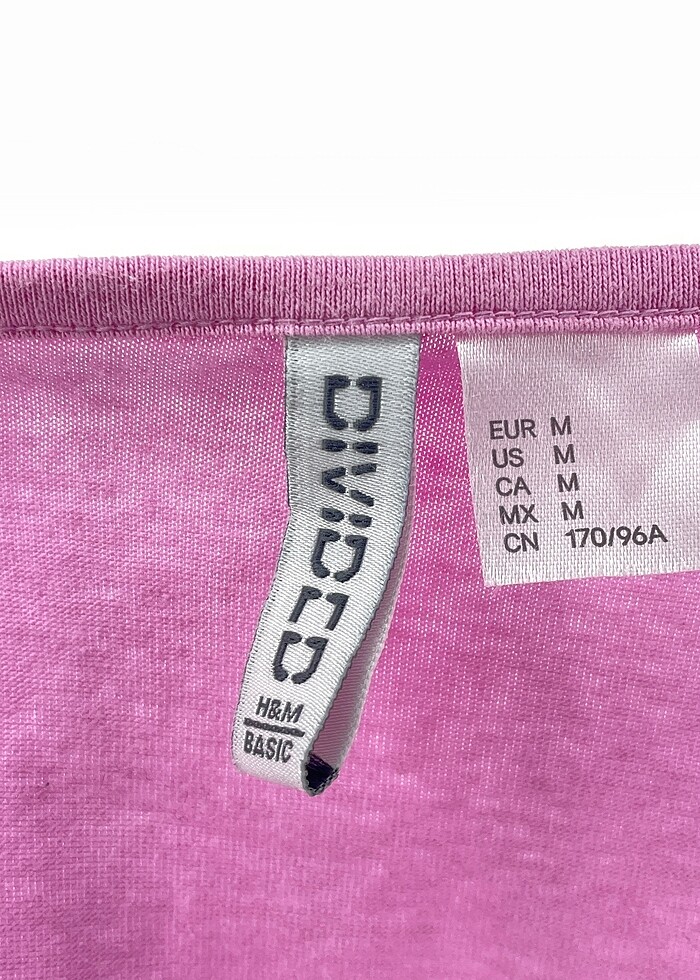 DIVIDED
H&M
BASIC
EUR M
US M
CA M
MX M
CN 170/96A